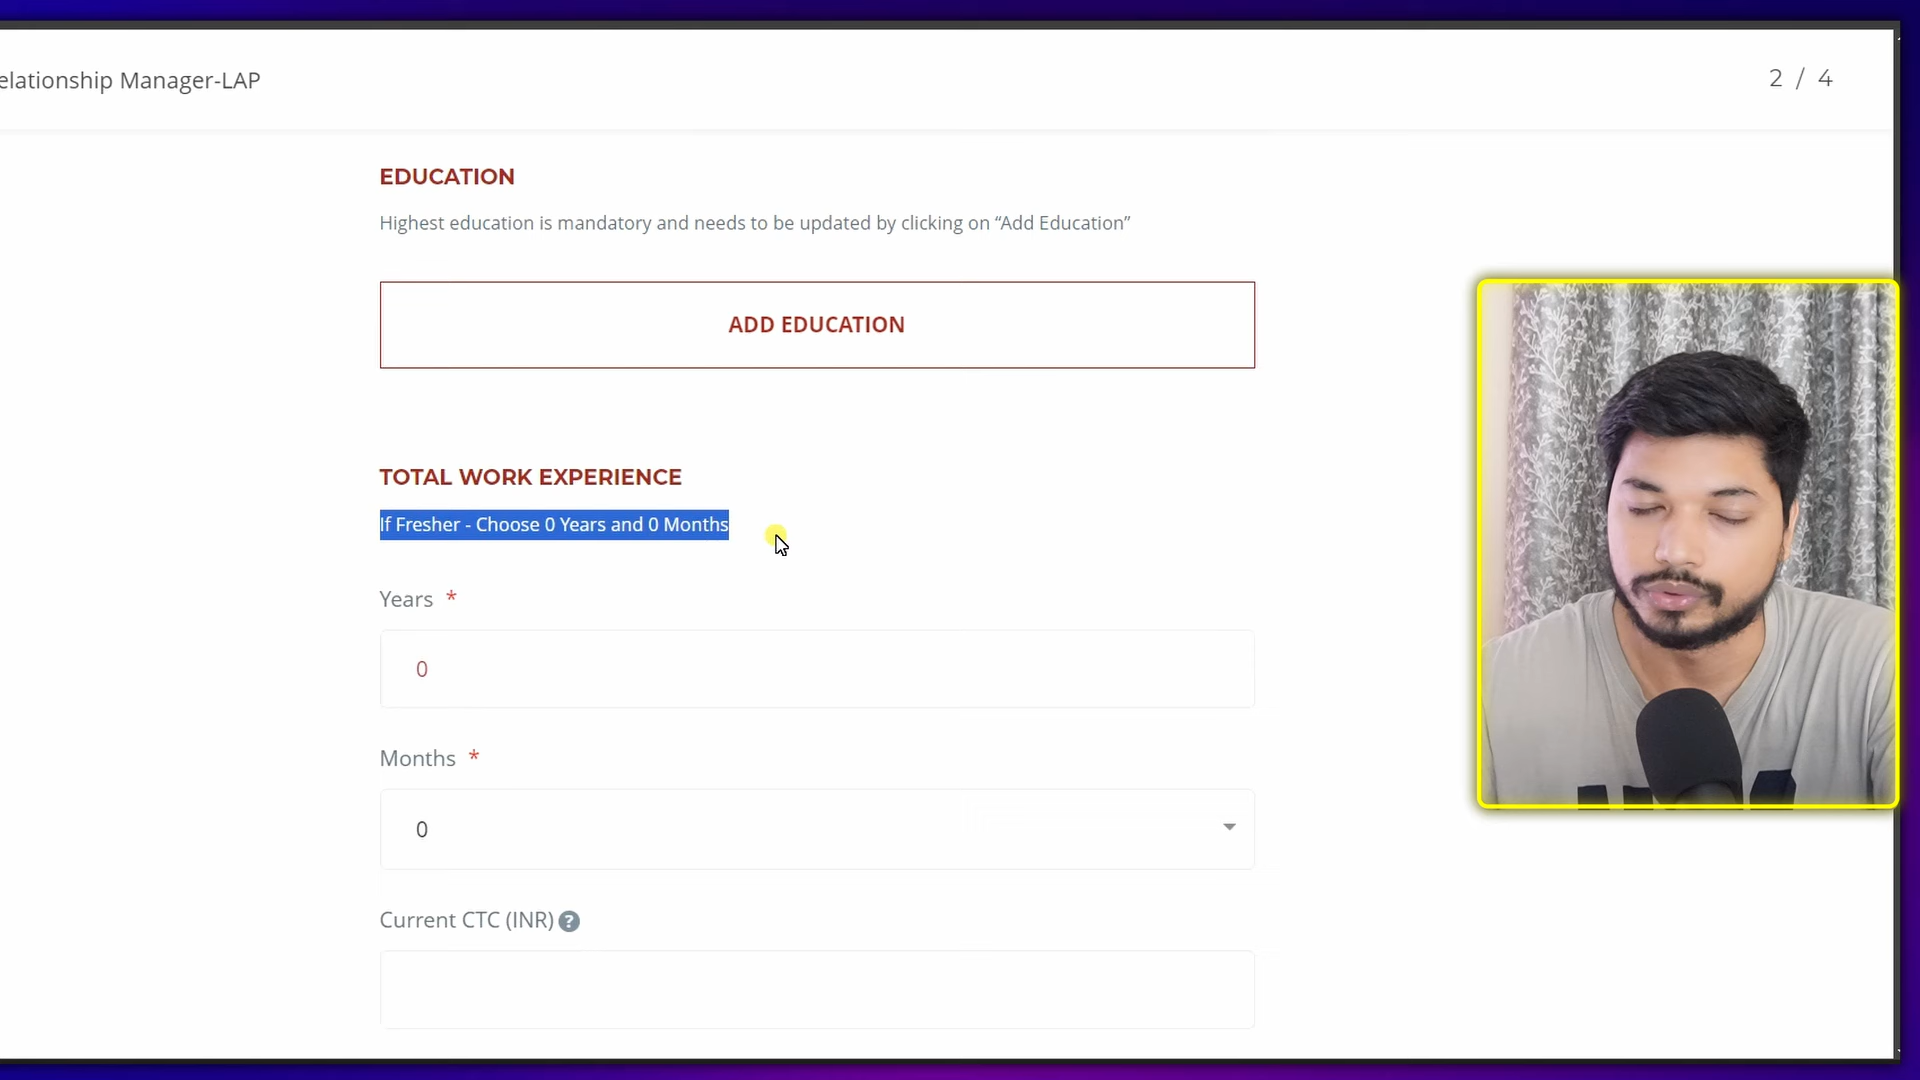 elationship Manager-LAP
2 / 4
EDUCATION
Highest education is mandatory and needs to be updated by clicking on “Add Education”
ADD EDUCATION
TOTAL WORK EXPERIENCE
If Fresher - Choose 0 Years and 0 Months
Years *
0
Months *
0
Current CTC (INR) ?